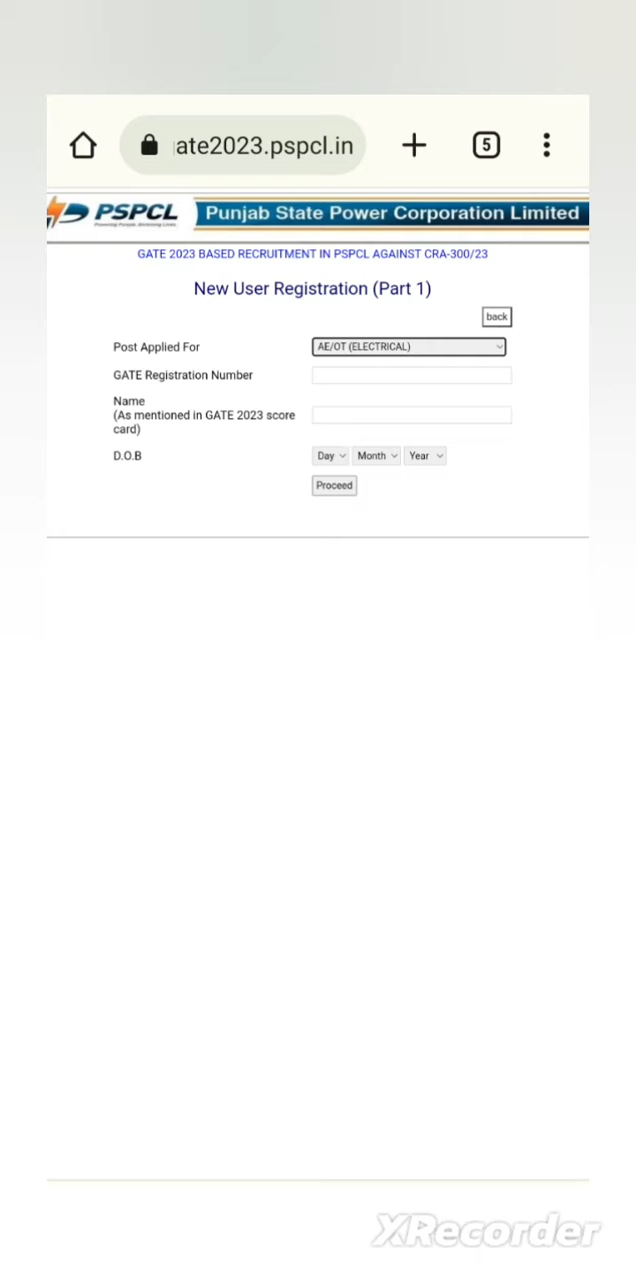 ate2023.pspcl.in
5
PSPCL
Punjab State Power Corporation Limited
GATE 2023 BASED RECRUITMENT IN PSPCL AGAINST CRA-300/23
New User Registration (Part 1)
back
Post Applied For
AE/OT (ELECTRICAL)
GATE Registration Number
Name
(As mentioned in GATE 2023 score
card)
D.O.B
Day Month Year
Proceed
XRecorder